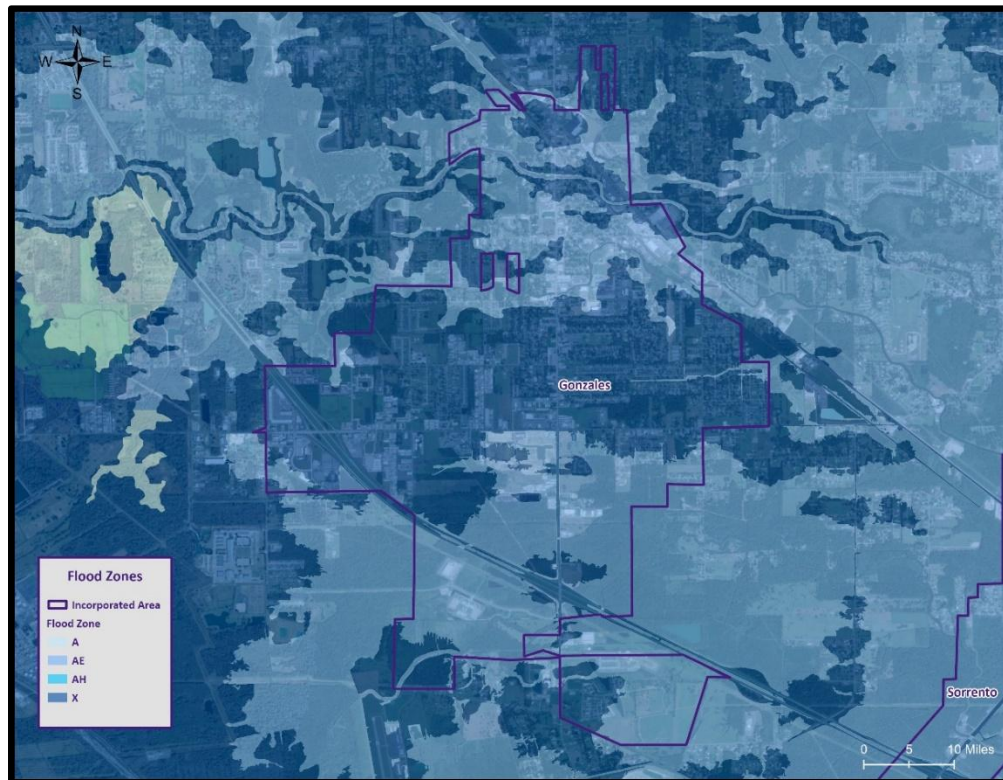 N
W E
S
Gonzales
Flood Zones
Incorporated Area
Flood Zone
A
AE
AH
X
Sorrento
0 5 10 Miles